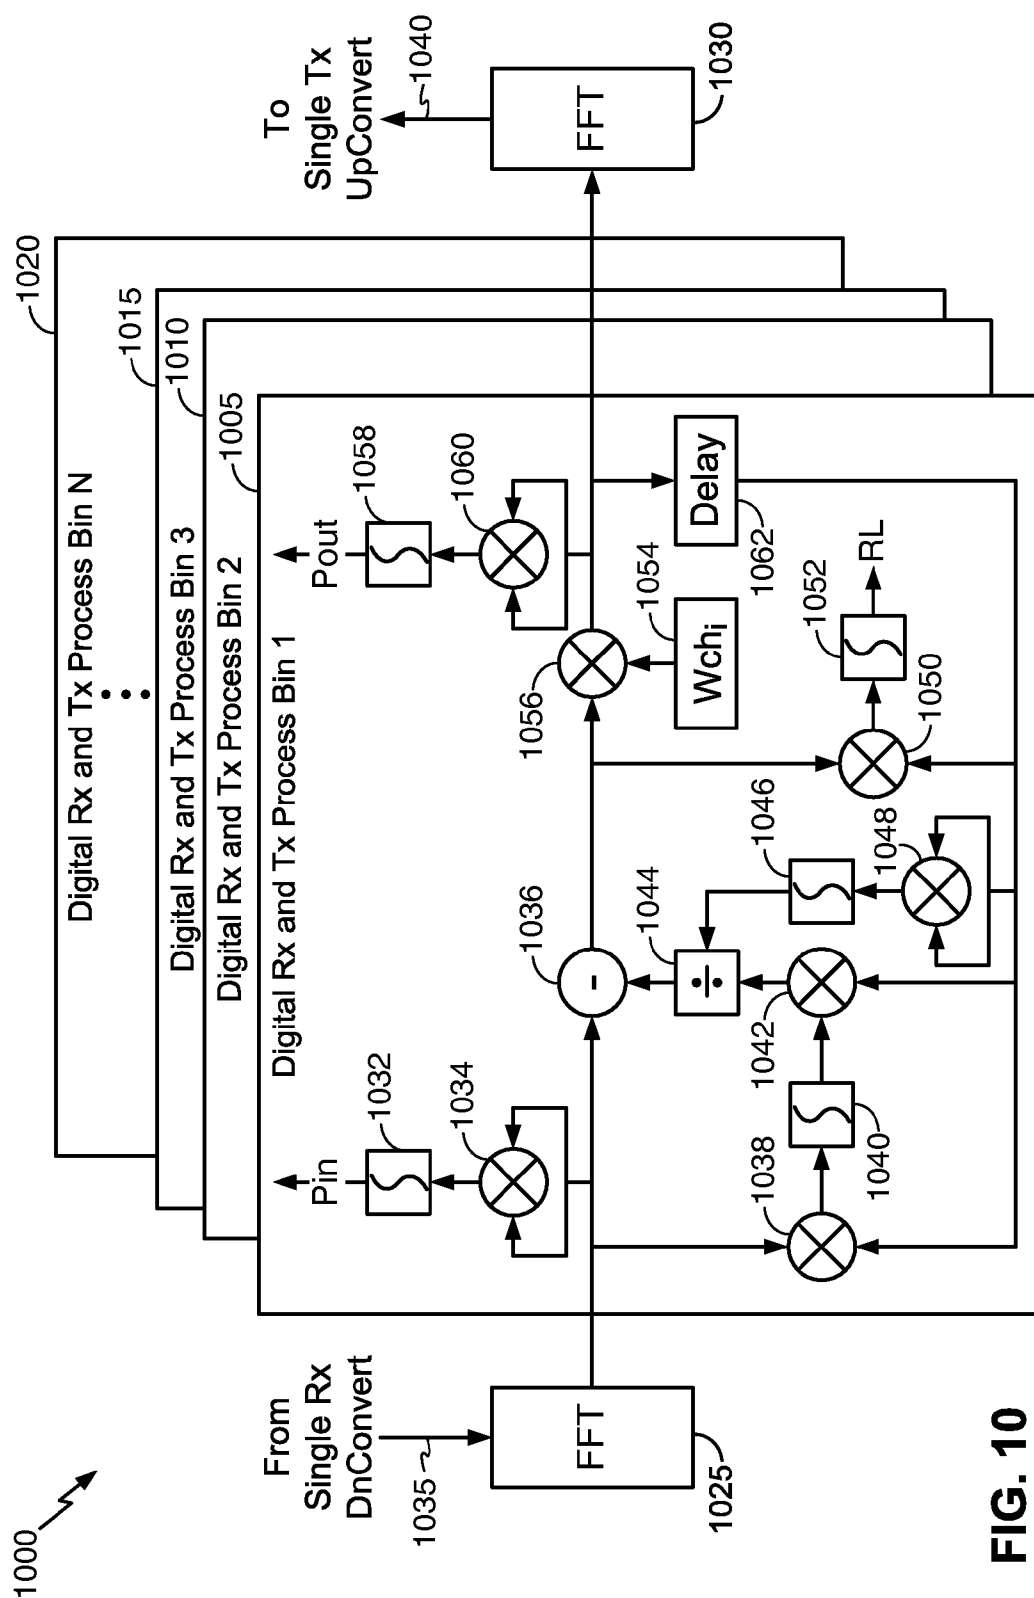 1000
Digital Rx and Tx Process Bin N
1020
Digital Rx and Tx Process Bin 3
1015
Digital Rx and Tx Process Bin 2
1010
Digital Rx and Tx Process Bin 1
1005
From
Single Rx
DnConvert
1035
FFT
1025
Pin
1032
1034
1036
-
1038
1040
1042
÷
1044
1046
1048
Pout
1058
1060
1056
Wchi
1054
Delay
1062
1050
1052
RL
To
Single Tx
UpConvert
1040
FFT
1030
FIG. 10